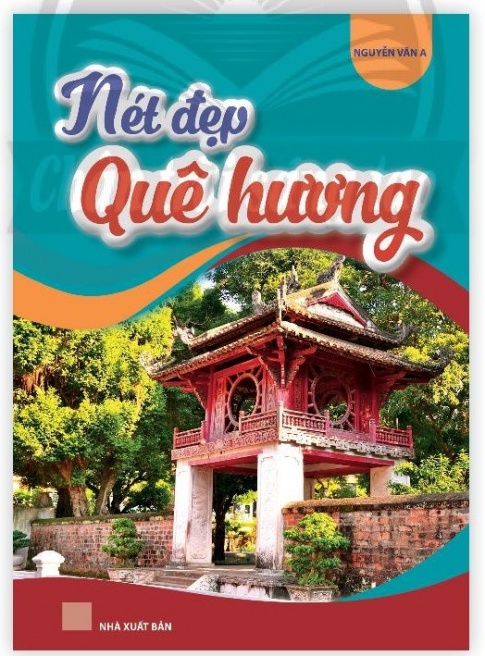 NGUYỄN VĂN A
Nét đẹp
Quê hương
NHÀ XUẤT BẢN